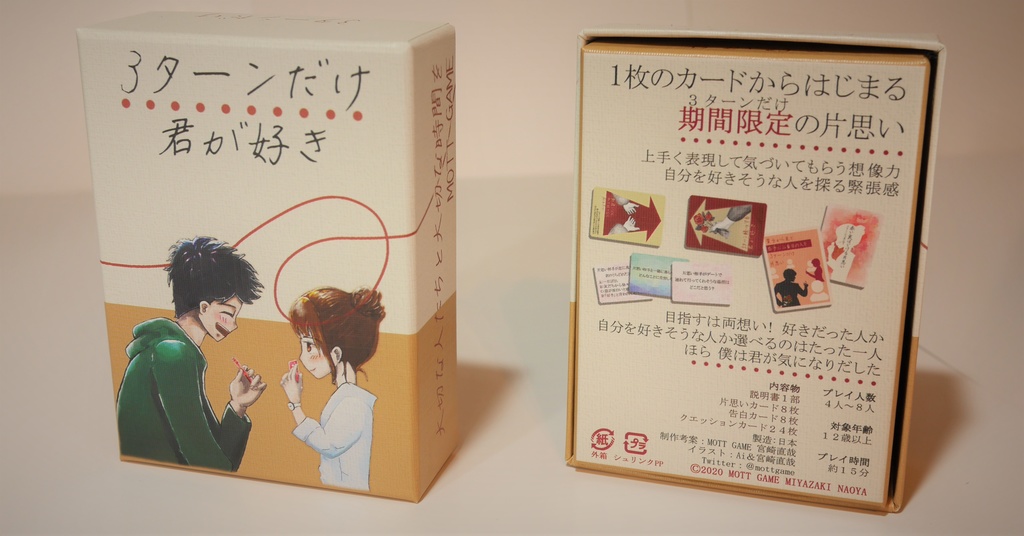 3ターンだけ
君が好き
MOTT GAME
1枚のカードからはじまる
3ターンだけ
期間限定の片思い
上手く表現して気づいてもらう想像力
自分を好きそうな人を探る緊張感
目指すは両想い！好きだった人か
自分を好きそうな人か選べるのはたった一人
ほら 僕は君が気になりだした
内容物
説明書1部
片思いカード8枚
告白カード8枚
クエッションカード24枚
プレイ人数
4人～8人
対象年齢
12歳以上
プレイ時間
約15分
製造:日本
制作考案:MOTT GAME 宮崎直哉
イラスト:Ai&宮崎直哉
Twitter:@mottgame
©2020 MOTT GAME MIYAZAKI NAOYA
紙
外箱
プラ
シュリンクPP